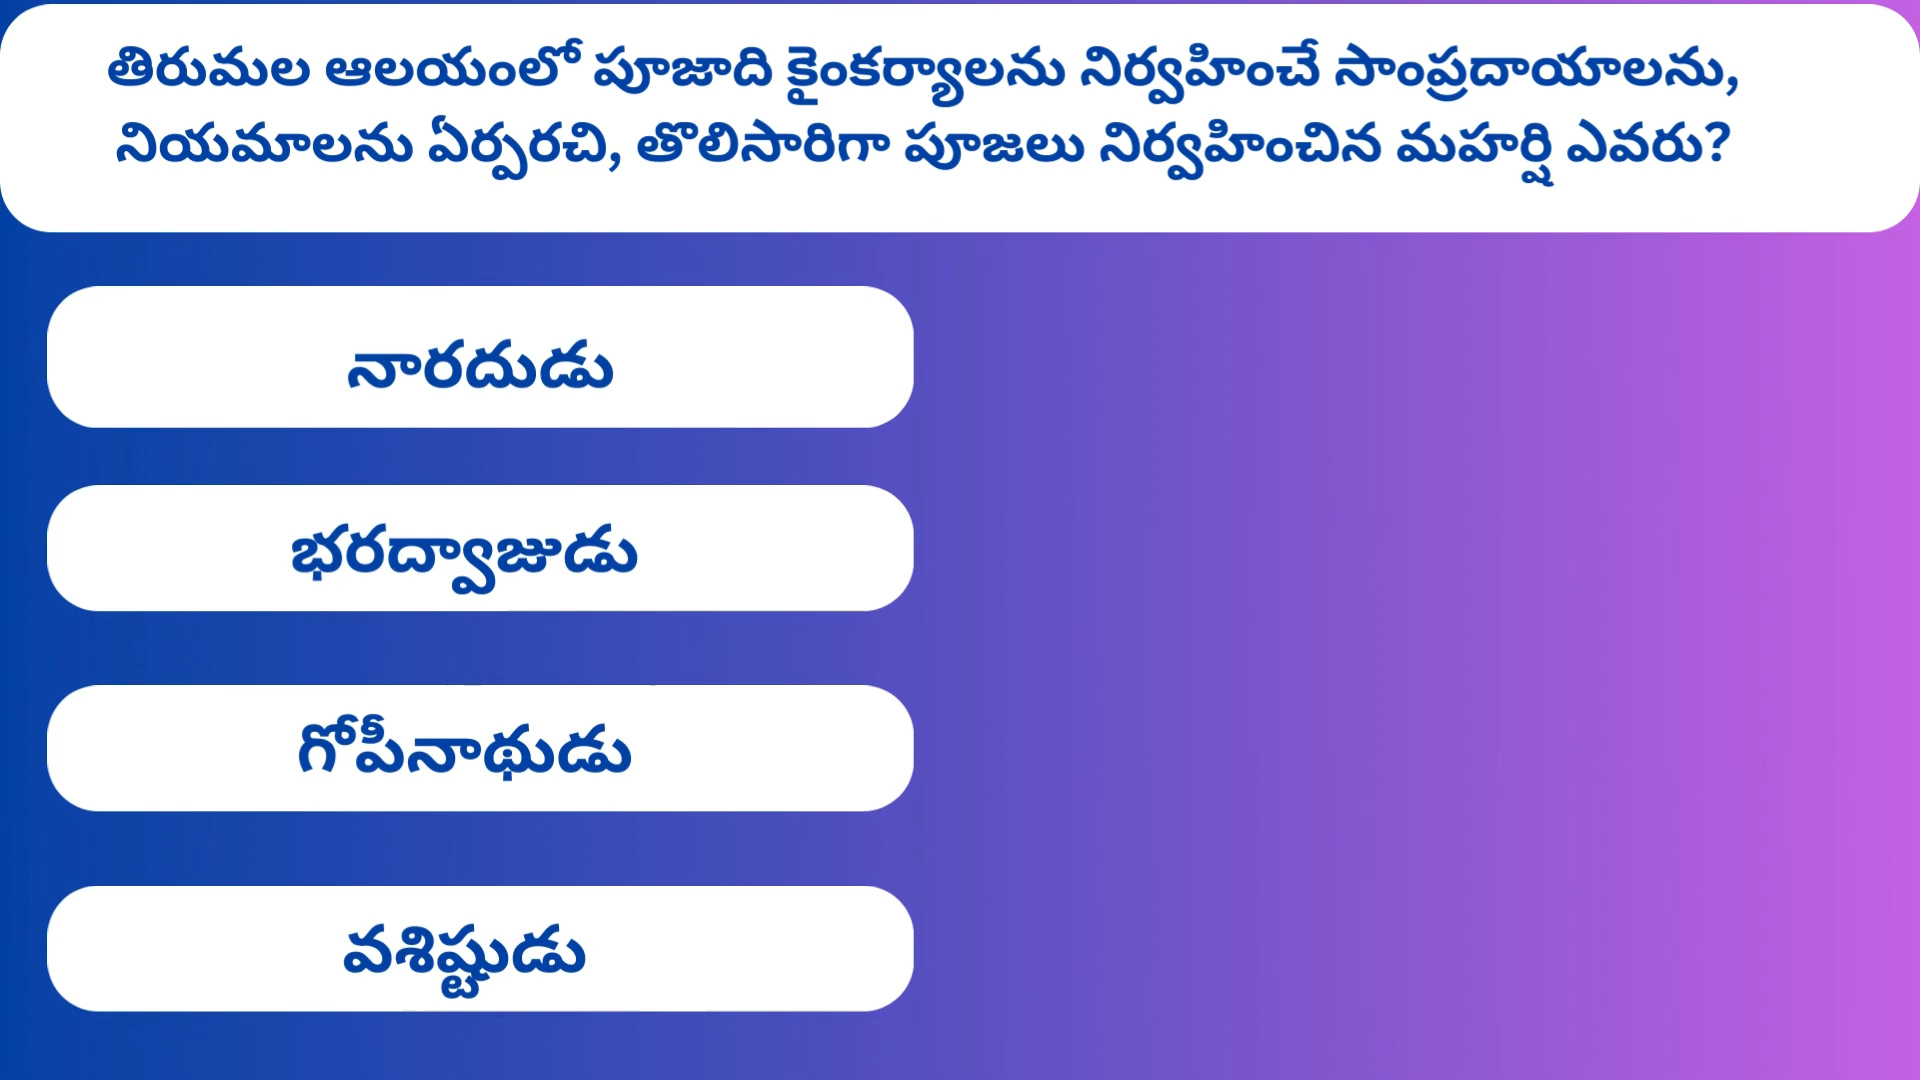 తిరుమల ఆలయంలో పూజాది కైంకర్యాలను నిర్వహించే సాంప్రదాయాలను,
నియమాలను ఏర్పరచి, తొలిసారిగా పూజలు నిర్వహించిన మహర్షి ఎవరు?
నారదుడు
భరద్వాజుడు
గోపీనాథుడు
వశిష్టుడు